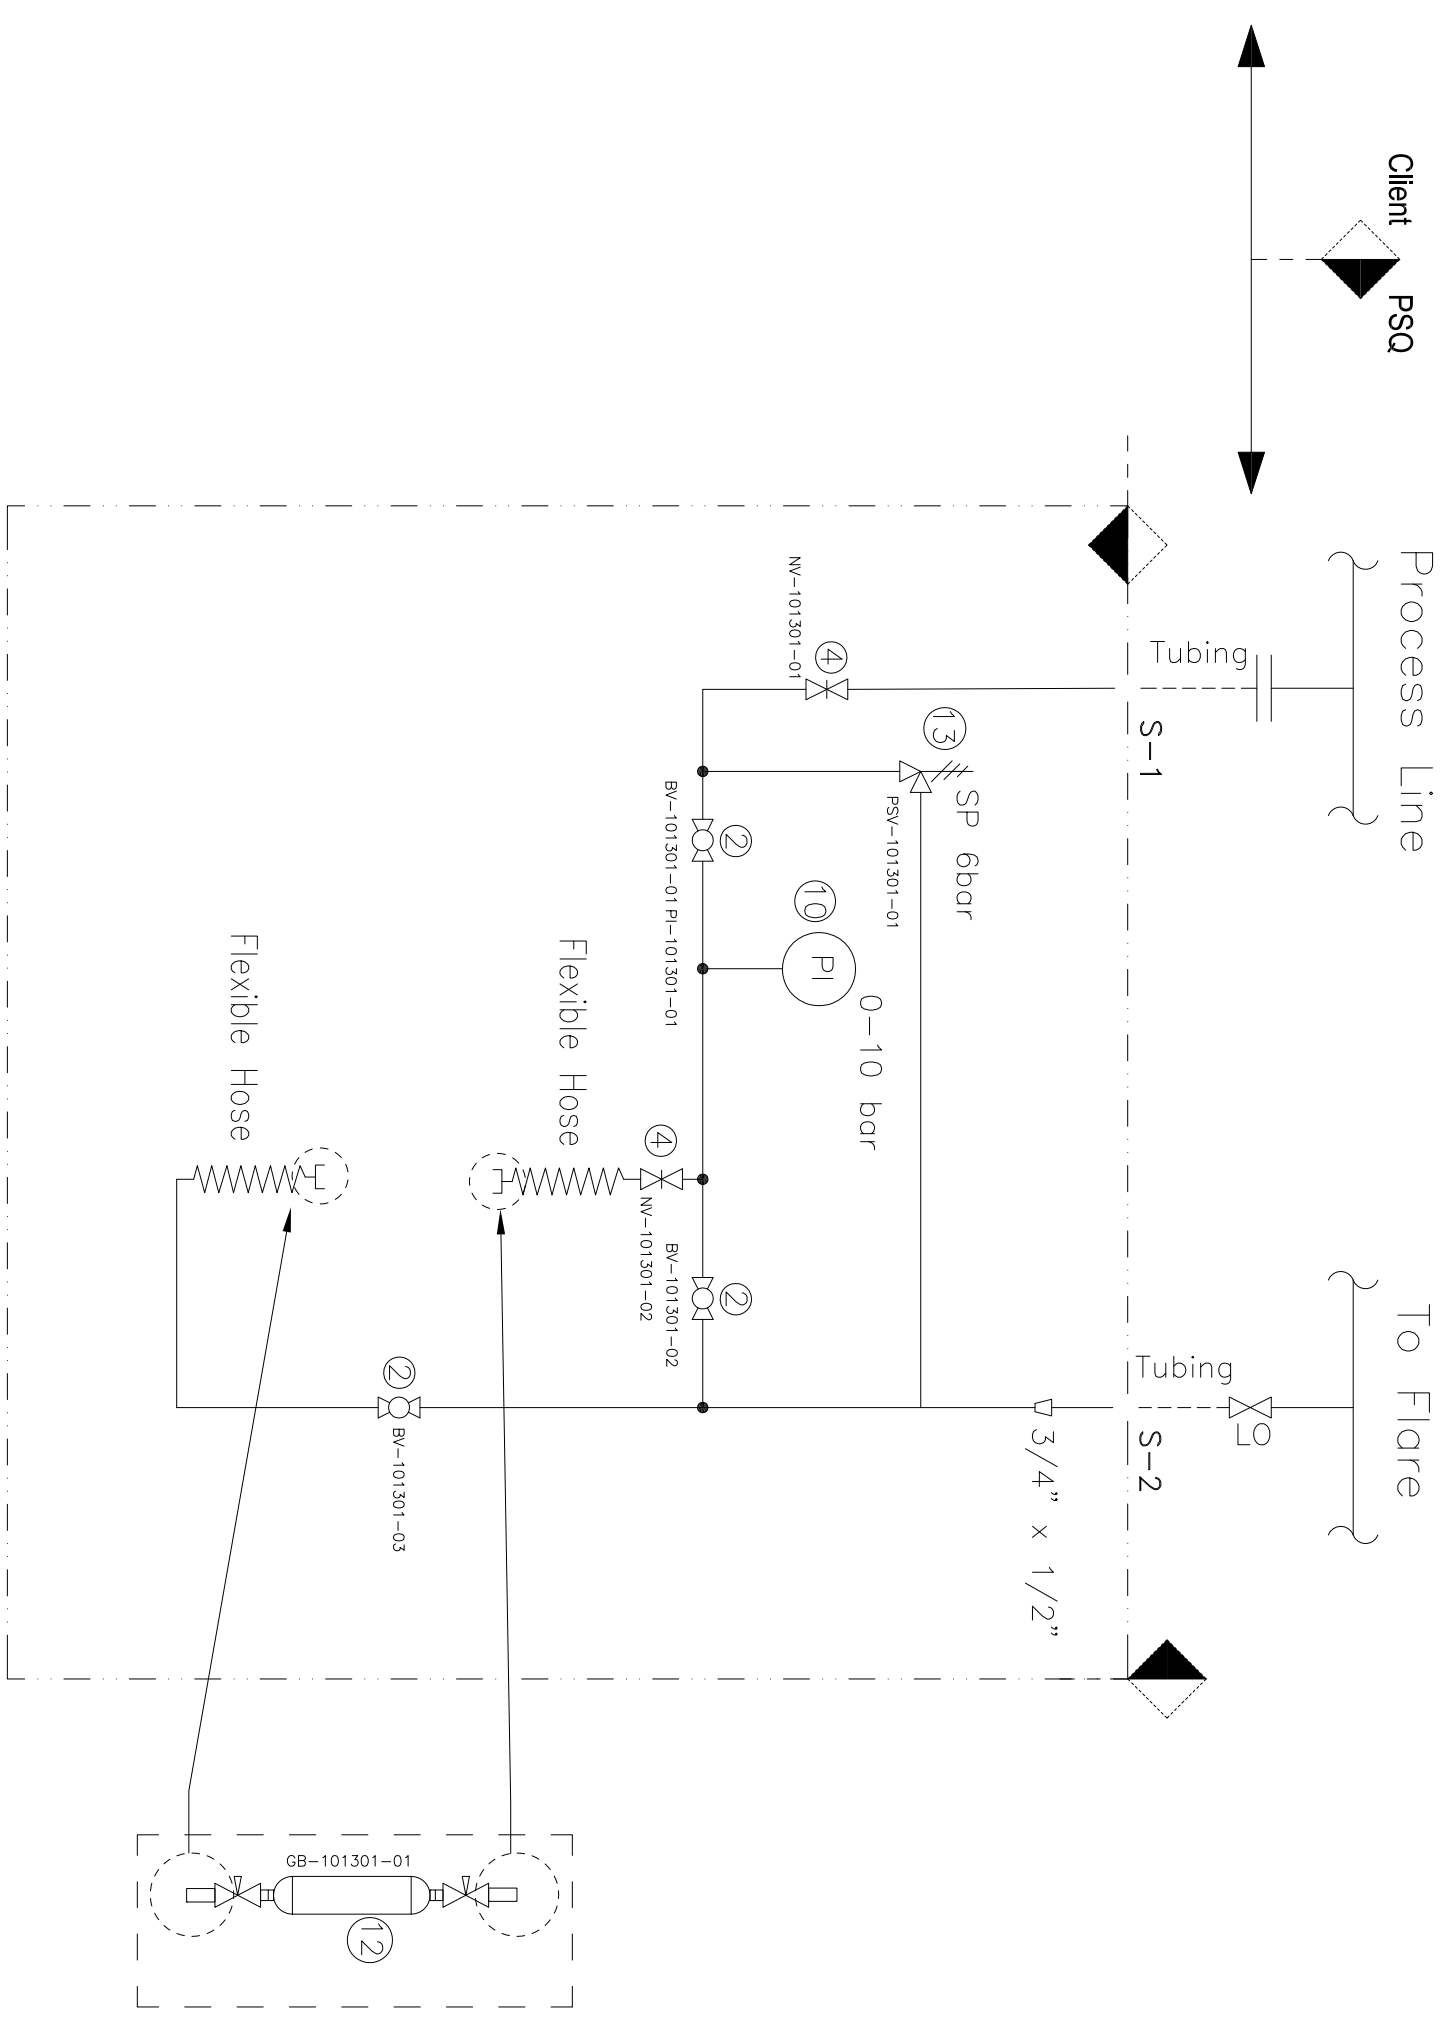 Client
PSQ
Process Line
To Flare
Tubing
Tubing
LO
S-1
S-2
3/4" x 1/2"
4
NV-101301-01
13
SP 6bar
PSV-101301-01
2
BV-101301-01
10
PI
PI-101301-01
0-10 bar
2
BV-101301-02
4
NV-101301-02
Flexible Hose
Flexible Hose
2
BV-101301-03
GB-101301-01
12